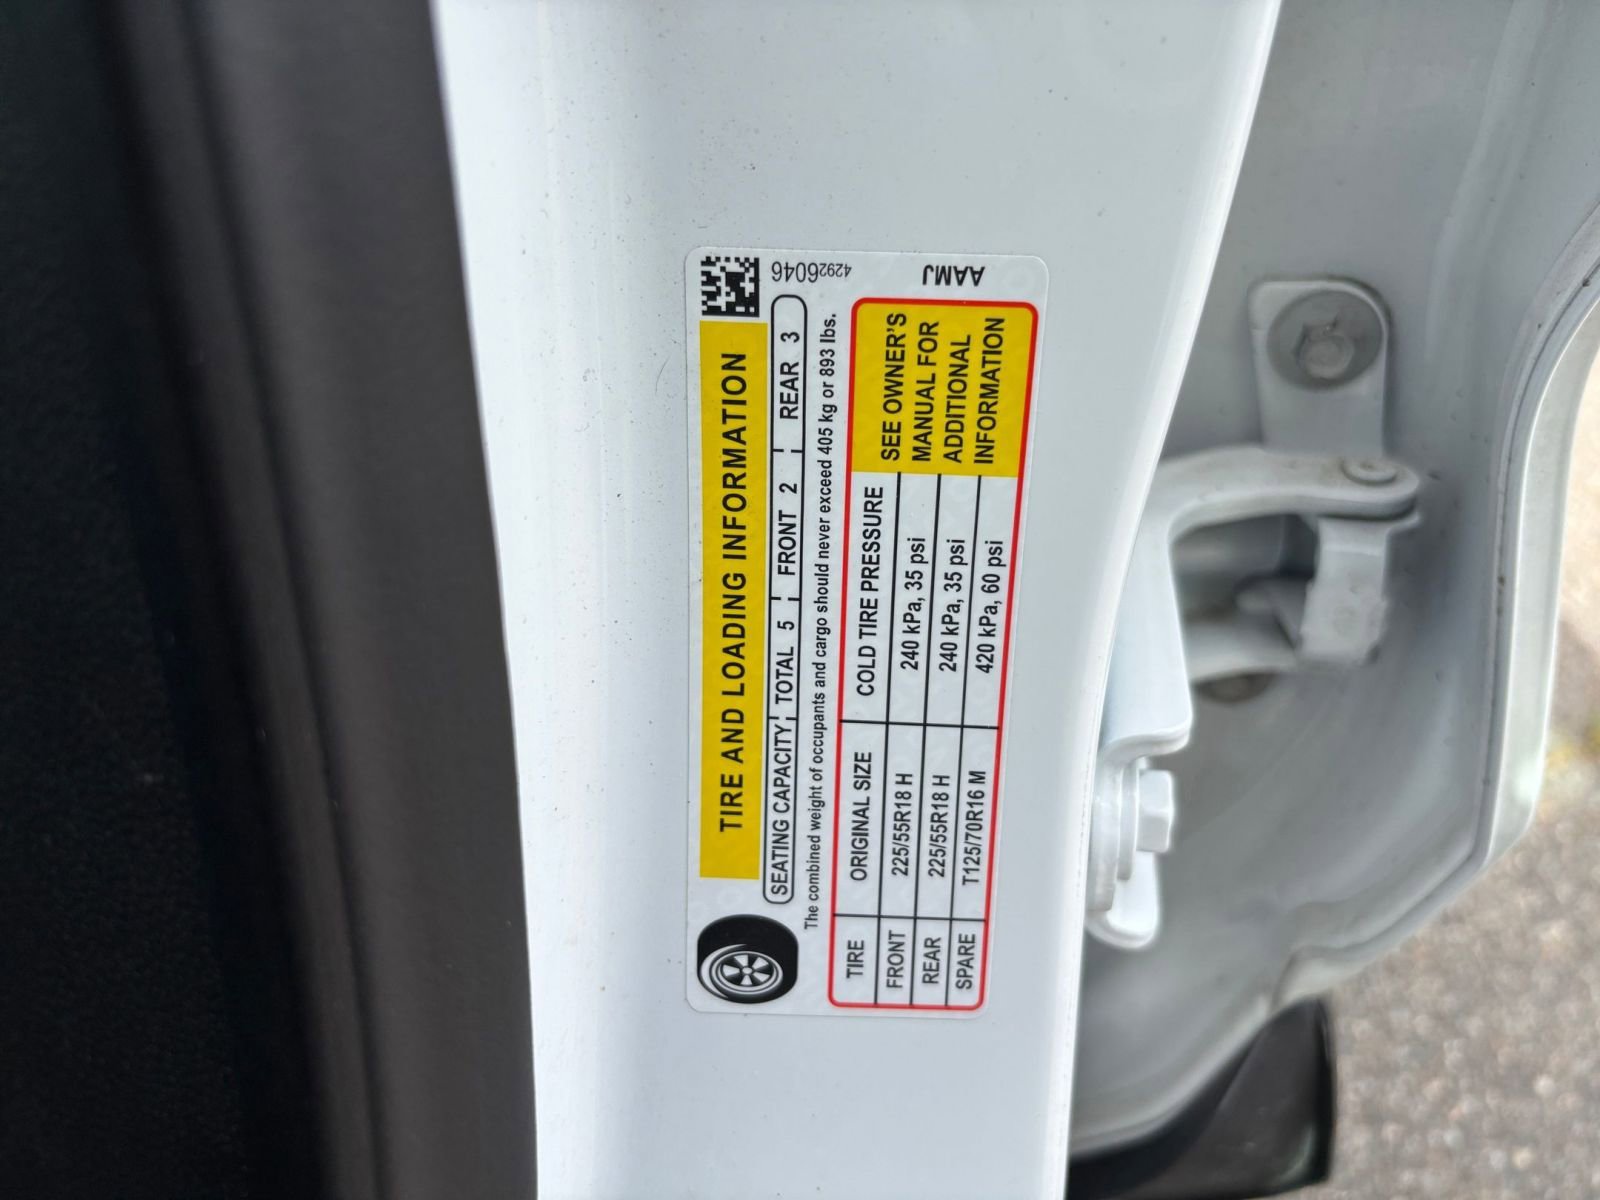 TIRE AND LOADING INFORMATION
SEATING CAPACITY TOTAL 5 FRONT 2 REAR 3
The combined weight of occupants and cargo should never exceed 405 kg or 893 lbs.
TIRE ORIGINAL SIZE COLD TIRE PRESSURE
FRONT 225/55R18 H 240 kPa, 35 psi
REAR 225/55R18 H 240 kPa, 35 psi
SPARE T125/70R16 M 420 kPa, 60 psi
SEE OWNER'S
MANUAL FOR
ADDITIONAL
INFORMATION
42926046
AAMJ